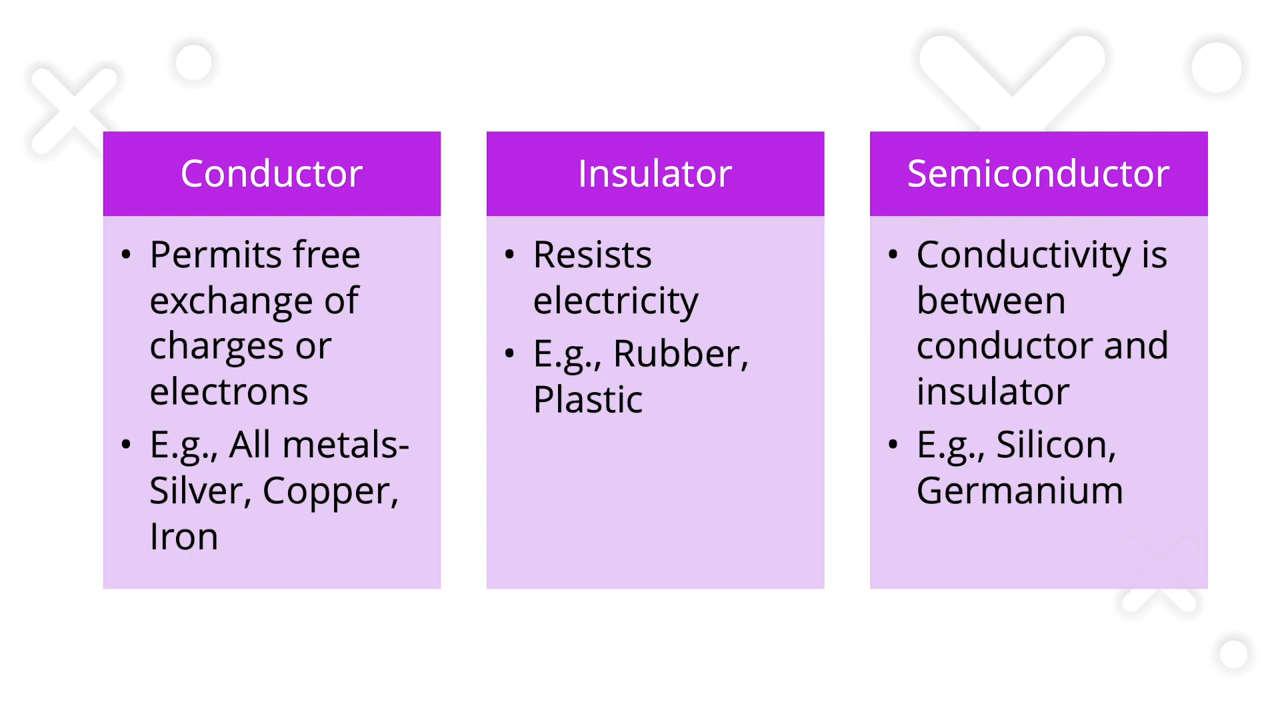 Conductor
• Permits free
exchange of
charges or
electrons
• E.g., All metals-
Silver, Copper,
Iron
Insulator
• Resists
electricity
• E.g., Rubber,
Plastic
Semiconductor
• Conductivity is
between
conductor and
insulator
• E.g., Silicon,
Germanium